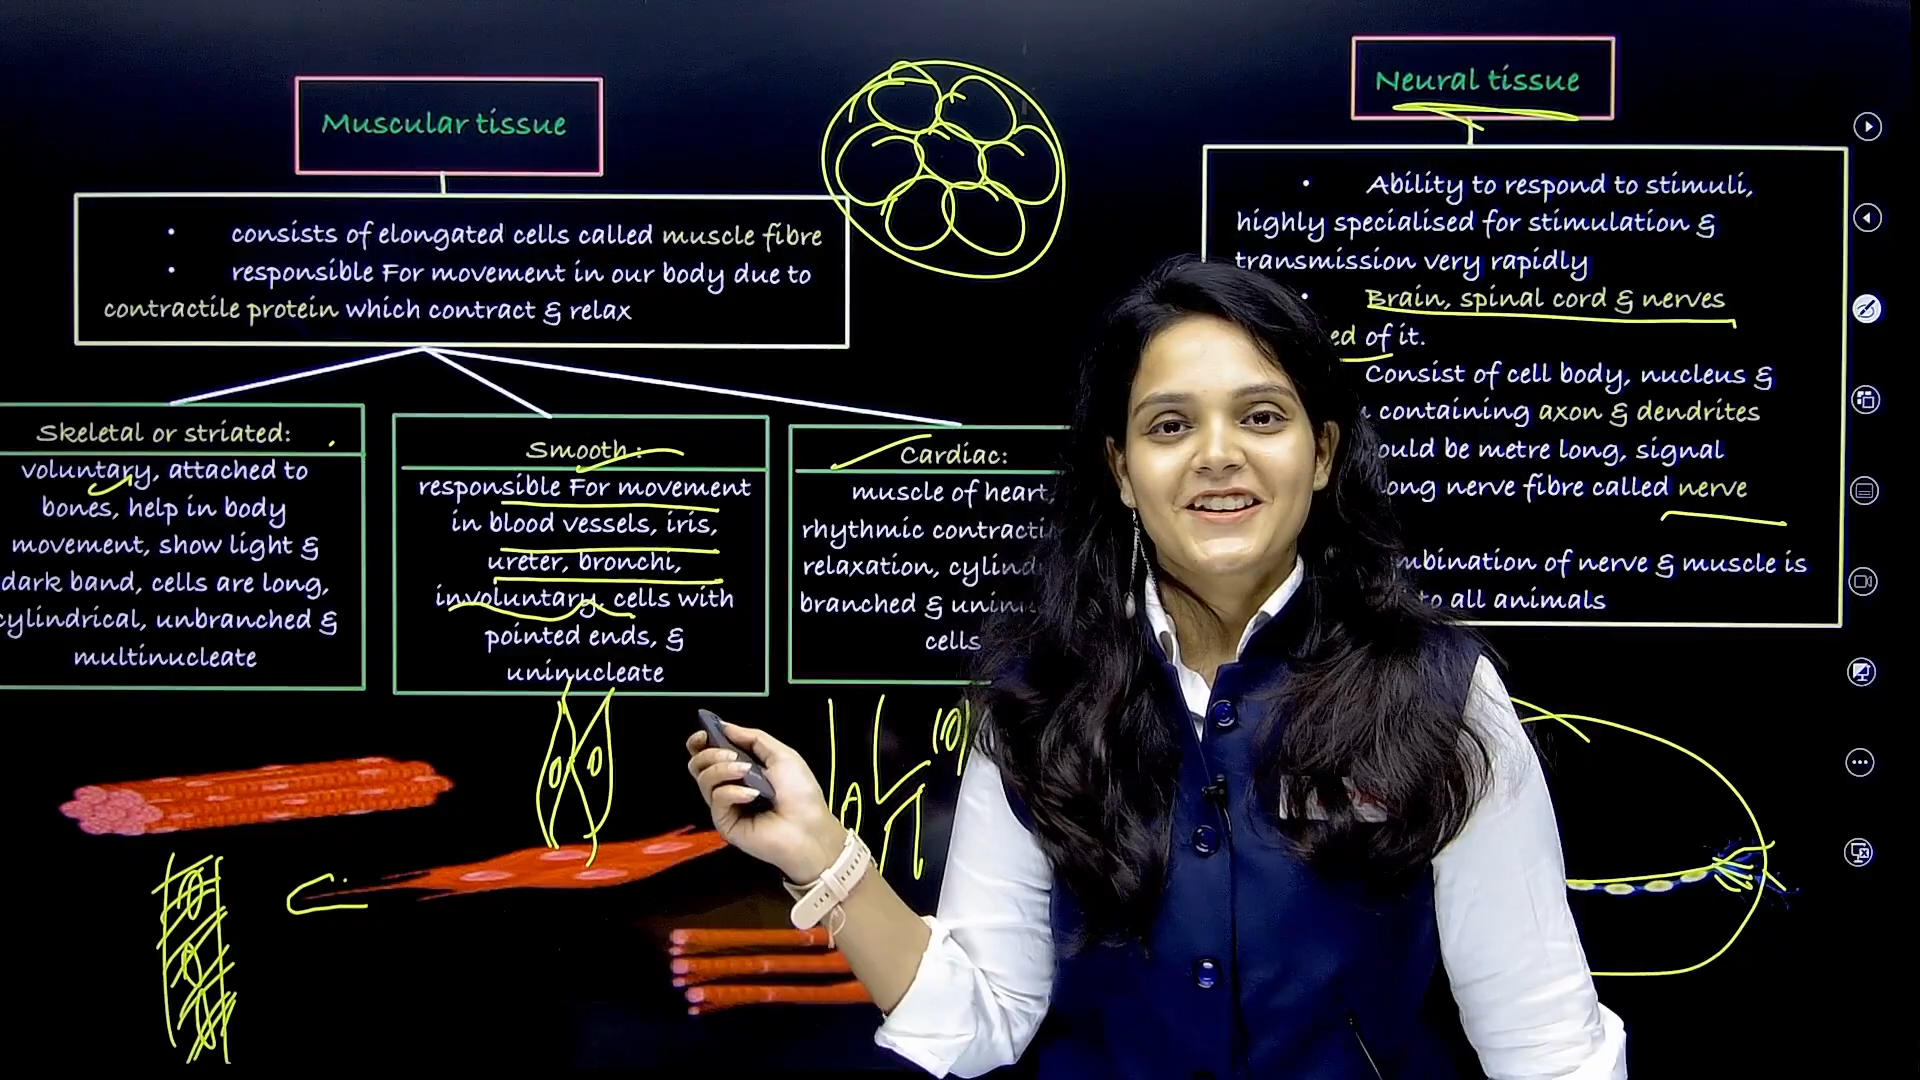 Muscular tissue
consists of elongated cells called muscle fibre
responsible For movement in our body due to
contractile protein which contract & relax
Skeletal or striated:
voluntary, attached to
bones, help in body
movement, show light &
dark band, cells are long,
cylindrical, unbranched &
multinucleate
Smooth:
responsible For movement
in blood vessels, iris,
ureter, bronchi,
involuntary, cells with
pointed ends, &
uninucleate
Cardiac:
muscle of heart,
rhythmic
relaxation,
branched &
cells
Neural tissue
Ability to respond to stimuli,
highly specialised for stimulation &
transmission very rapidly
Brain, spinal cord & nerves
of it.
Consist of cell body, nucleus &
containing axon & dendrites
be metre long, signal
nerve fibre called nerve
of nerve & muscle is
to all animals